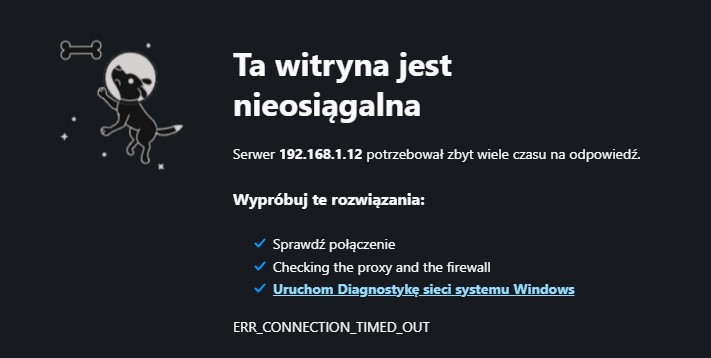 Ta witryna jest
nieosiągalna
Serwer 192.168.1.12 potrzebował zbyt wiele czasu na odpowiedź.
Wypróbuj te rozwiązania:
Sprawdź połączenie
Checking the proxy and the firewall
Uruchom Diagnostykę sieci systemu Windows
ERR_CONNECTION_TIMED_OUT